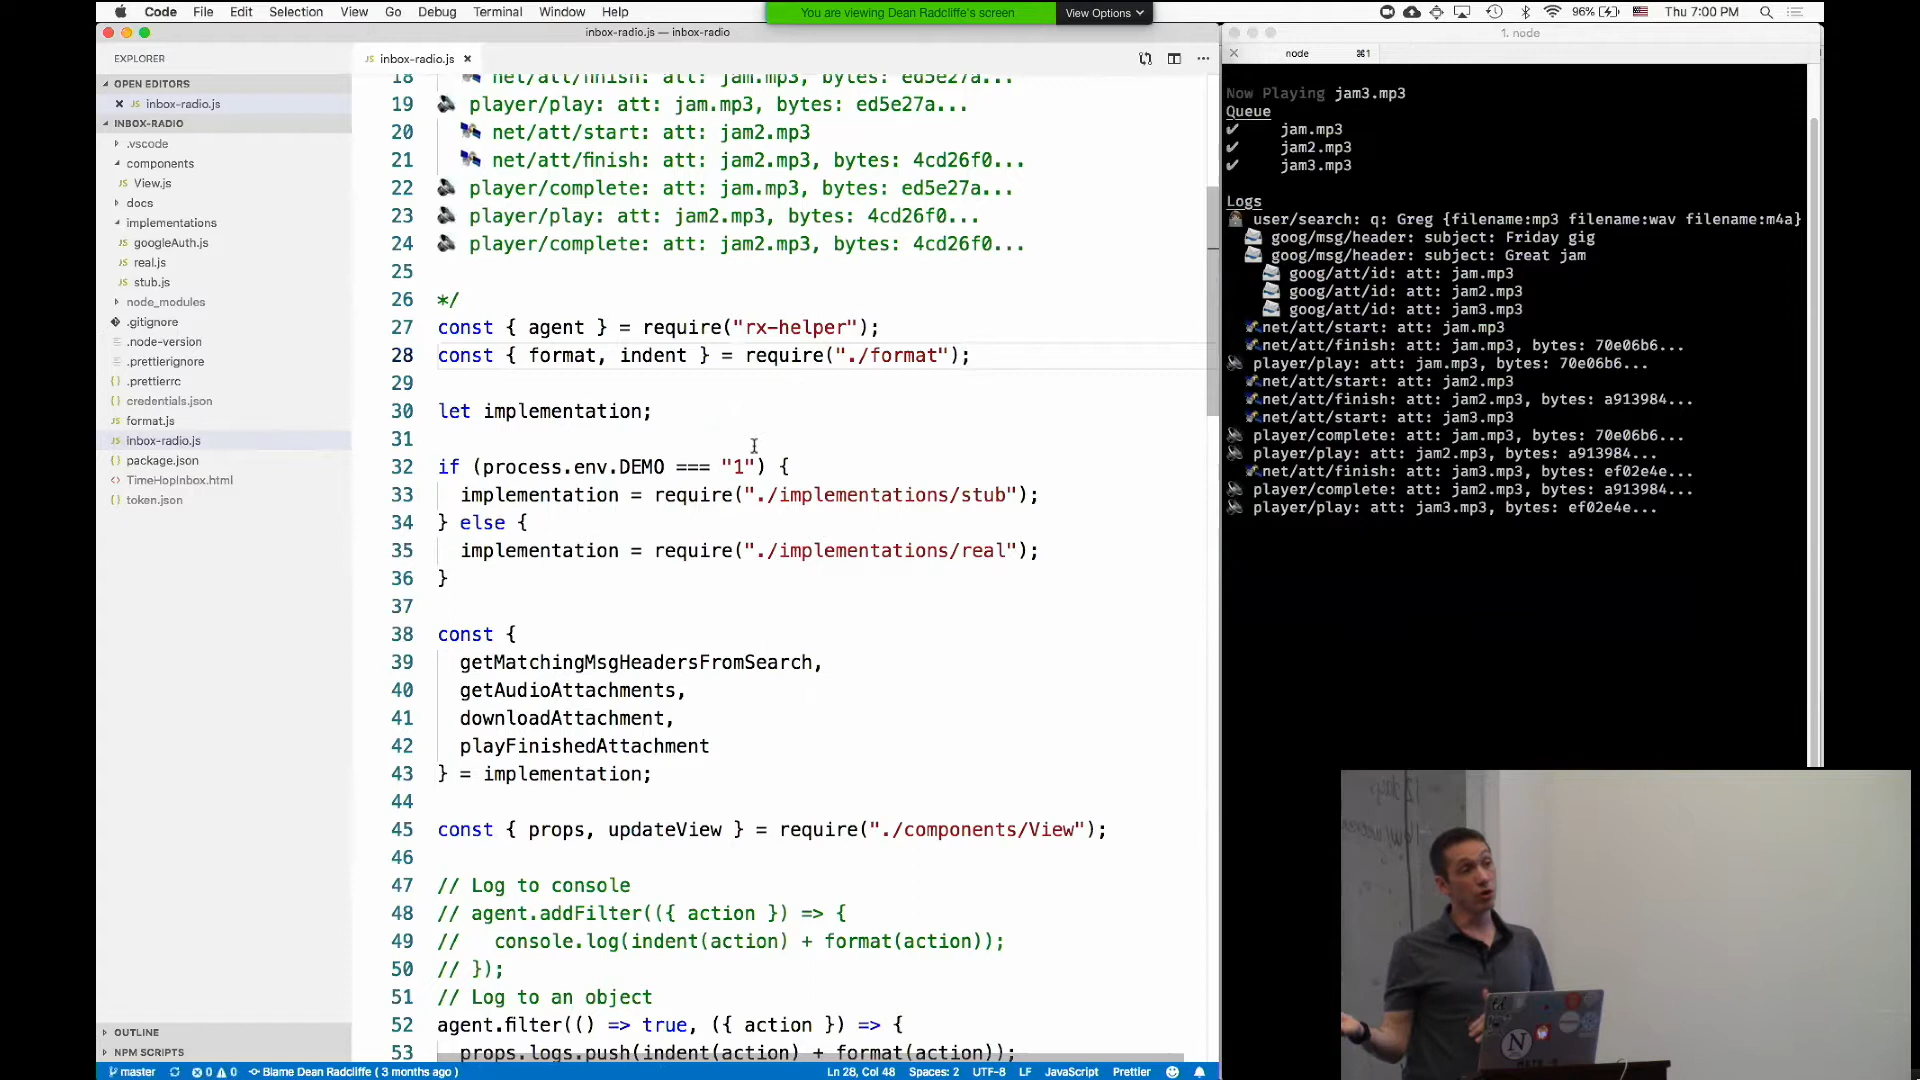 Code File Edit Selection View Go Debug Terminal Window Help
You are viewing Dean Radcliffe's screen
View Options
96%
Thu 7:00 PM
inbox-radio.js — inbox-radio
1. node
EXPLORER
inbox-radio.js
node
⌘1
OPEN EDITORS
inbox-radio.js
INBOX-RADIO
.vscode
components
View.js
docs
implementations
googleAuth.js
real.js
stub.js
node_modules
.gitignore
.node-version
.prettierignore
.prettierrc
credentials.json
format.js
inbox-radio.js
package.json
TimeHopInbox.html
token.json
OUTLINE
NPM SCRIPTS
18 net/att/finish: att: jam.mp3, bytes: ed5e27a...
19 player/play: att: jam.mp3, bytes: ed5e27a...
20 net/att/start: att: jam2.mp3
21 net/att/finish: att: jam2.mp3, bytes: 4cd26f0...
22 player/complete: att: jam.mp3, bytes: ed5e27a...
23 player/play: att: jam2.mp3, bytes: 4cd26f0...
24 player/complete: att: jam2.mp3, bytes: 4cd26f0...
25
26 */
27 const { agent } = require("rx-helper");
28 const { format, indent } = require("./format");
29
30 let implementation;
31
32 if (process.env.DEMO === "1") {
33 implementation = require("./implementations/stub");
34 } else {
35 implementation = require("./implementations/real");
36 }
37
38 const {
39 getMatchingMsgHeadersFromSearch,
40 getAudioAttachments,
41 downloadAttachment,
42 playFinishedAttachment
43 } = implementation;
44
45 const { props, updateView } = require("./components/View");
46
47 // Log to console
48 // agent.addFilter(({ action }) => {
49 //   console.log(indent(action) + format(action));
50 // });
51 // Log to an object
52 agent.filter(() => true, ({ action }) => {
53 props.logs.push(indent(action) + format(action));
Now Playing jam3.mp3
Queue
✔ jam.mp3
✔ jam2.mp3
✔ jam3.mp3
Logs
user/search: q: Greg {filename:mp3 filename:wav filename:m4a}
goog/msg/header: subject: Friday gig
goog/msg/header: subject: Great jam
goog/att/id: att: jam.mp3
goog/att/id: att: jam2.mp3
goog/att/id: att: jam3.mp3
net/att/start: att: jam.mp3
net/att/finish: att: jam.mp3, bytes: 70e06b6...
player/play: att: jam.mp3, bytes: 70e06b6...
net/att/start: att: jam2.mp3
net/att/finish: att: jam2.mp3, bytes: a913984...
net/att/start: att: jam3.mp3
player/complete: att: jam.mp3, bytes: 70e06b6...
player/play: att: jam2.mp3, bytes: a913984...
net/att/finish: att: jam3.mp3, bytes: ef02e4e...
player/complete: att: jam2.mp3, bytes: a913984...
player/play: att: jam3.mp3, bytes: ef02e4e...
N
master
0 0
Blame Dean Radcliffe ( 3 months ago )
Ln 28, Col 48
Spaces: 2
UTF-8
LF
JavaScript
Prettier